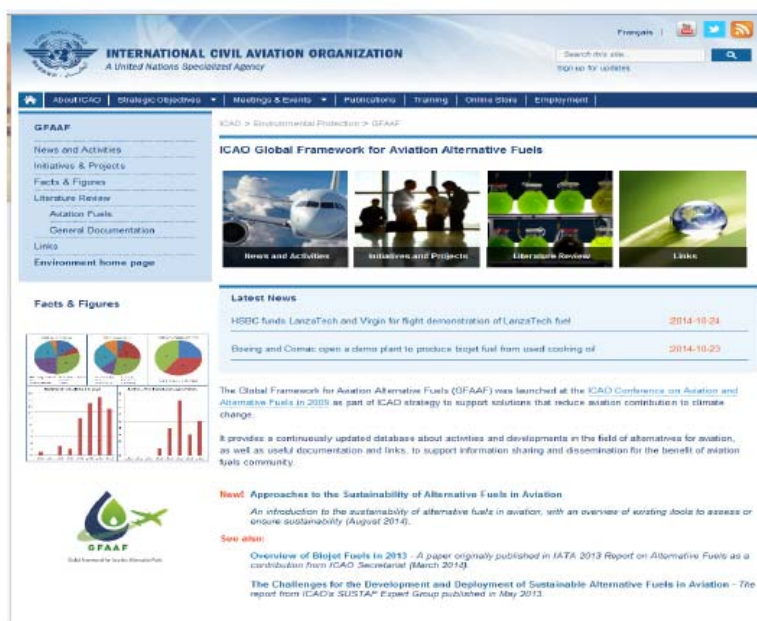 Français |
INTERNATIONAL CIVIL AVIATION ORGANIZATION
A United Nations Specialized Agency
Search this site...
Sign up for updates
About ICAO | Strategic Objectives | Meetings & Events | Publications | Training | Online Store | Employment |
GFAAF
News and Activities
Initiatives & Projects
Facts & Figures
Literature Review
Aviation Fuels
General Documentation
Links
Environment home page
ICAO > Environmental Protection > GFAAF
ICAO Global Framework for Aviation Alternative Fuels
News and Activities
Initiatives and Projects
Literature Review
Links
Facts & Figures
Latest News
HSBC funds LanzaTech and Virgin for flight demonstration of LanzaTech fuel 2014-10-24
Boeing and Comac open a demo plant to produce biojet fuel from used cooking oil 2014-10-23
The Global Framework for Aviation Alternative Fuels (GFAAF) was launched at the ICAO Conference on Aviation and
Alternative Fuels in 2009 as part of ICAO strategy to support solutions that reduce aviation contribution to climate
change.
It provides a continuously updated database about activities and developments in the field of alternatives for aviation,
as well as useful documentation and links, to support information sharing and dissemination for the benefit of aviation
fuels community.
New! Approaches to the Sustainability of Alternative Fuels in Aviation
An introduction to the sustainability of alternative fuels in aviation, with an overview of existing tools to assess or
ensure sustainability (August 2014).
See also:
Overview of Biojet Fuels in 2013 - A paper originally published in IATA 2013 Report on Alternative Fuels as a
contribution from ICAO Secretariat (March 2014)
The Challenges for the Development and Deployment of Sustainable Alternative Fuels in Aviation - The
report from ICAO's SUSTAF Expert Group published in May 2013.
GFAAF
Global Framework for Aviation Alternative Fuels